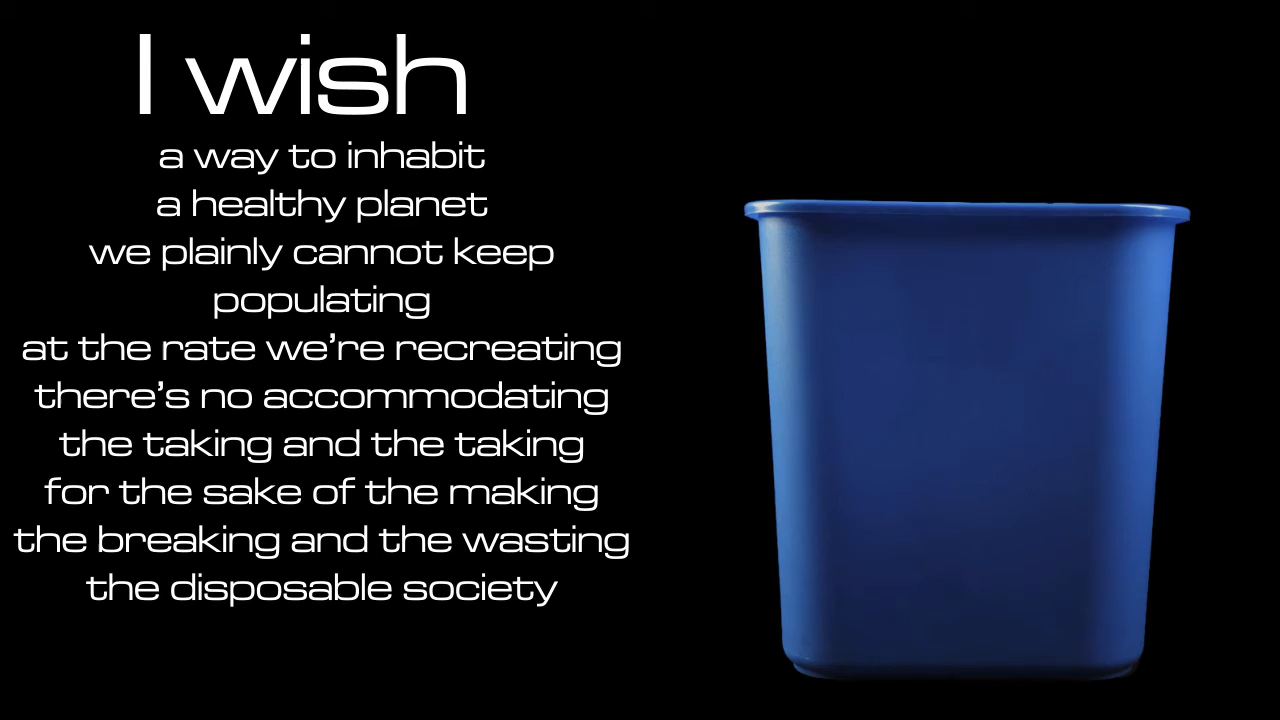 I wish
a way to inhabit
a healthy planet
we plainly cannot keep
populating
at the rate we’re recreating
there’s no accommodating
the taking and the taking
for the sake of the making
the breaking and the wasting
the disposable society